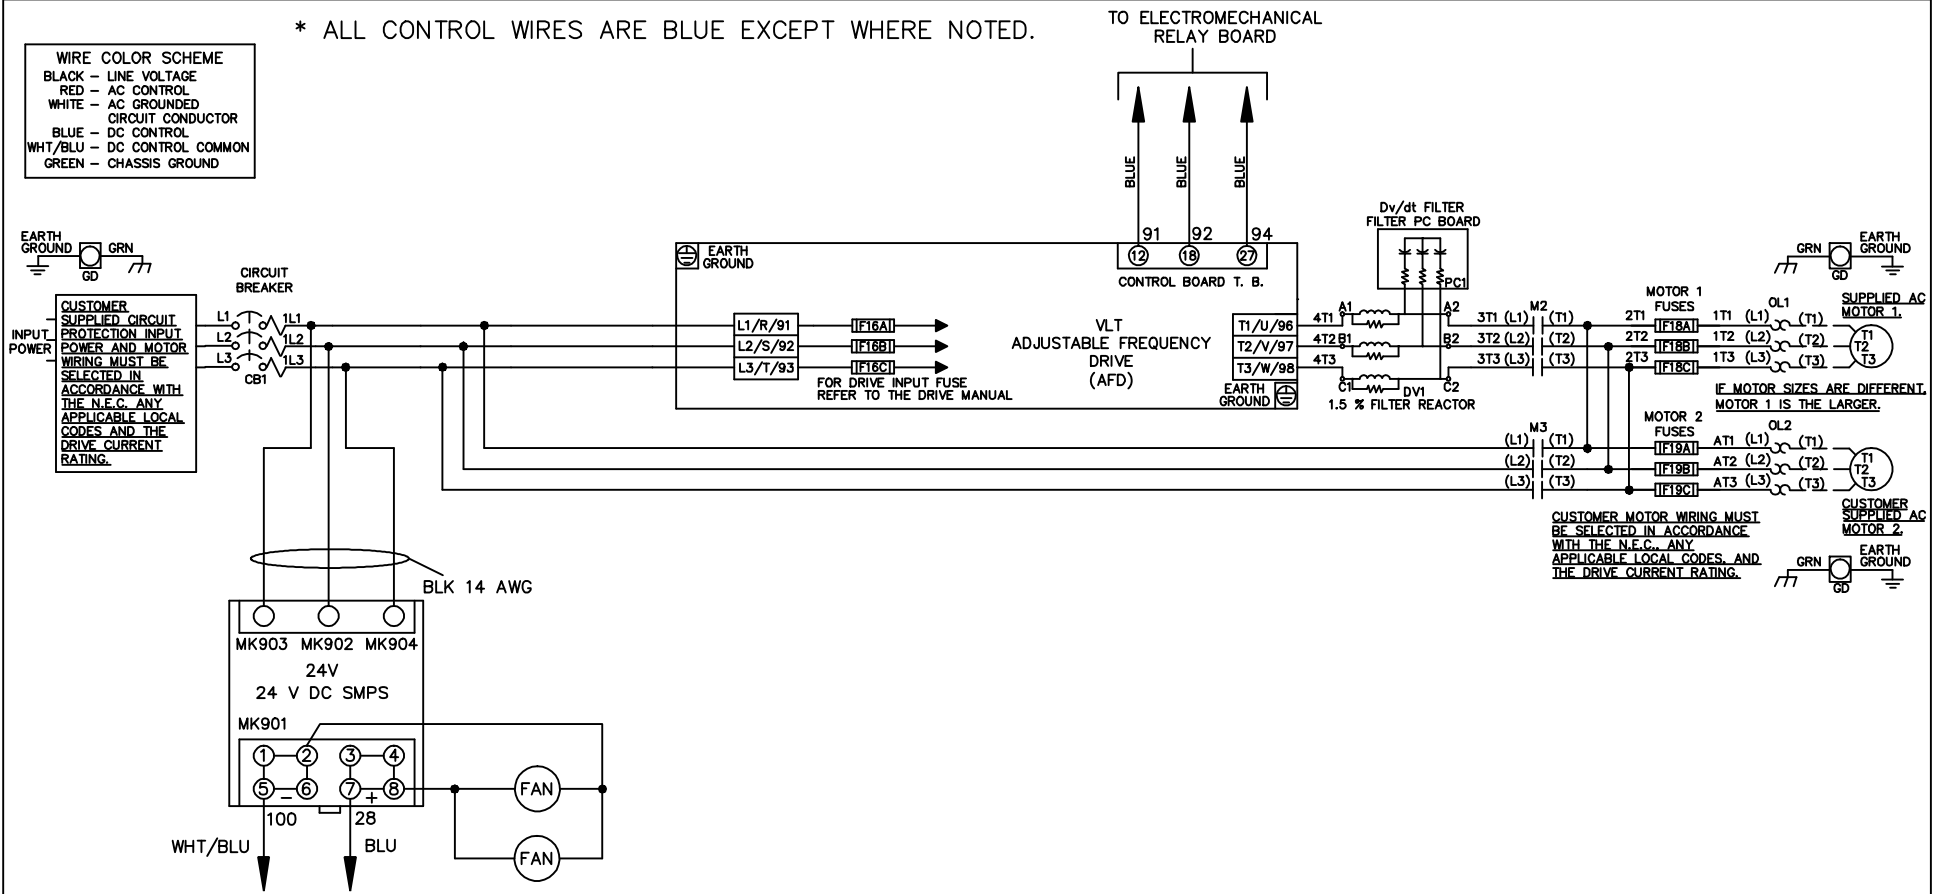 * ALL CONTROL WIRES ARE BLUE EXCEPT WHERE NOTED.
TO ELECTROMECHANICAL
RELAY BOARD
WIRE COLOR SCHEME
BLACK – LINE VOLTAGE
RED – AC CONTROL
WHITE – AC GROUNDED
CIRCUIT CONDUCTOR
BLUE – DC CONTROL
WHT/BLU – DC CONTROL COMMON
GREEN – CHASSIS GROUND
BLUE
BLUE
BLUE
91
92
94
12
18
27
CONTROL BOARD T. B.
EARTH
GROUND
GRN
GD
CIRCUIT
BREAKER
INPUT
POWER
CUSTOMER
SUPPLIED CIRCUIT
PROTECTION INPUT
POWER AND MOTOR
WIRING MUST BE
SELECTED IN
ACCORDANCE WITH
THE N.E.C. ANY
APPLICABLE LOCAL
CODES AND THE
DRIVE CURRENT
RATING.
L1
L2
L3
1L1
1L2
1L3
CB1
EARTH
GROUND
L1/R/91
L2/S/92
L3/T/93
F16A
F16B
F16C
FOR DRIVE INPUT FUSE
REFER TO THE DRIVE MANUAL
VLT
ADJUSTABLE FREQUENCY
DRIVE
(AFD)
T1/U/96
T2/V/97
T3/W/98
EARTH
GROUND
Dv/dt FILTER
FILTER PC BOARD
PC1
4T1
4T2
4T3
A1
B1
C1
A2
B2
C2
DV1
1.5 % FILTER REACTOR
M2
3T1 (L1) (T1)
3T2 (L2) (T2)
3T3 (L3) (T3)
MOTOR 1
FUSES
2T1 F18A 1T1 (L1) (T1)
2T2 F18B 1T2 (L2) (T2)
2T3 F18C 1T3 (L3) (T3)
OL1
GRN
GD
EARTH
GROUND
SUPPLIED AC
MOTOR 1.
T1
T2
T3
IF MOTOR SIZES ARE DIFFERENT,
MOTOR 1 IS THE LARGER.
M3
(L1) (T1)
(L2) (T2)
(L3) (T3)
MOTOR 2
FUSES
F19A AT1 (L1) (T1)
F19B AT2 (L2) (T2)
F19C AT3 (L3) (T3)
OL2
T1
T2
T3
CUSTOMER
SUPPLIED AC
MOTOR 2.
CUSTOMER MOTOR WIRING MUST
BE SELECTED IN ACCORDANCE
WITH THE N.E.C., ANY
APPLICABLE LOCAL CODES, AND
THE DRIVE CURRENT RATING.
GRN
GD
EARTH
GROUND
BLK 14 AWG
MK903 MK902 MK904
24V
24 V DC SMPS
MK901
1 2 3 4
5 – 6 7 + 8
100
28
WHT/BLU
BLU
FAN
FAN